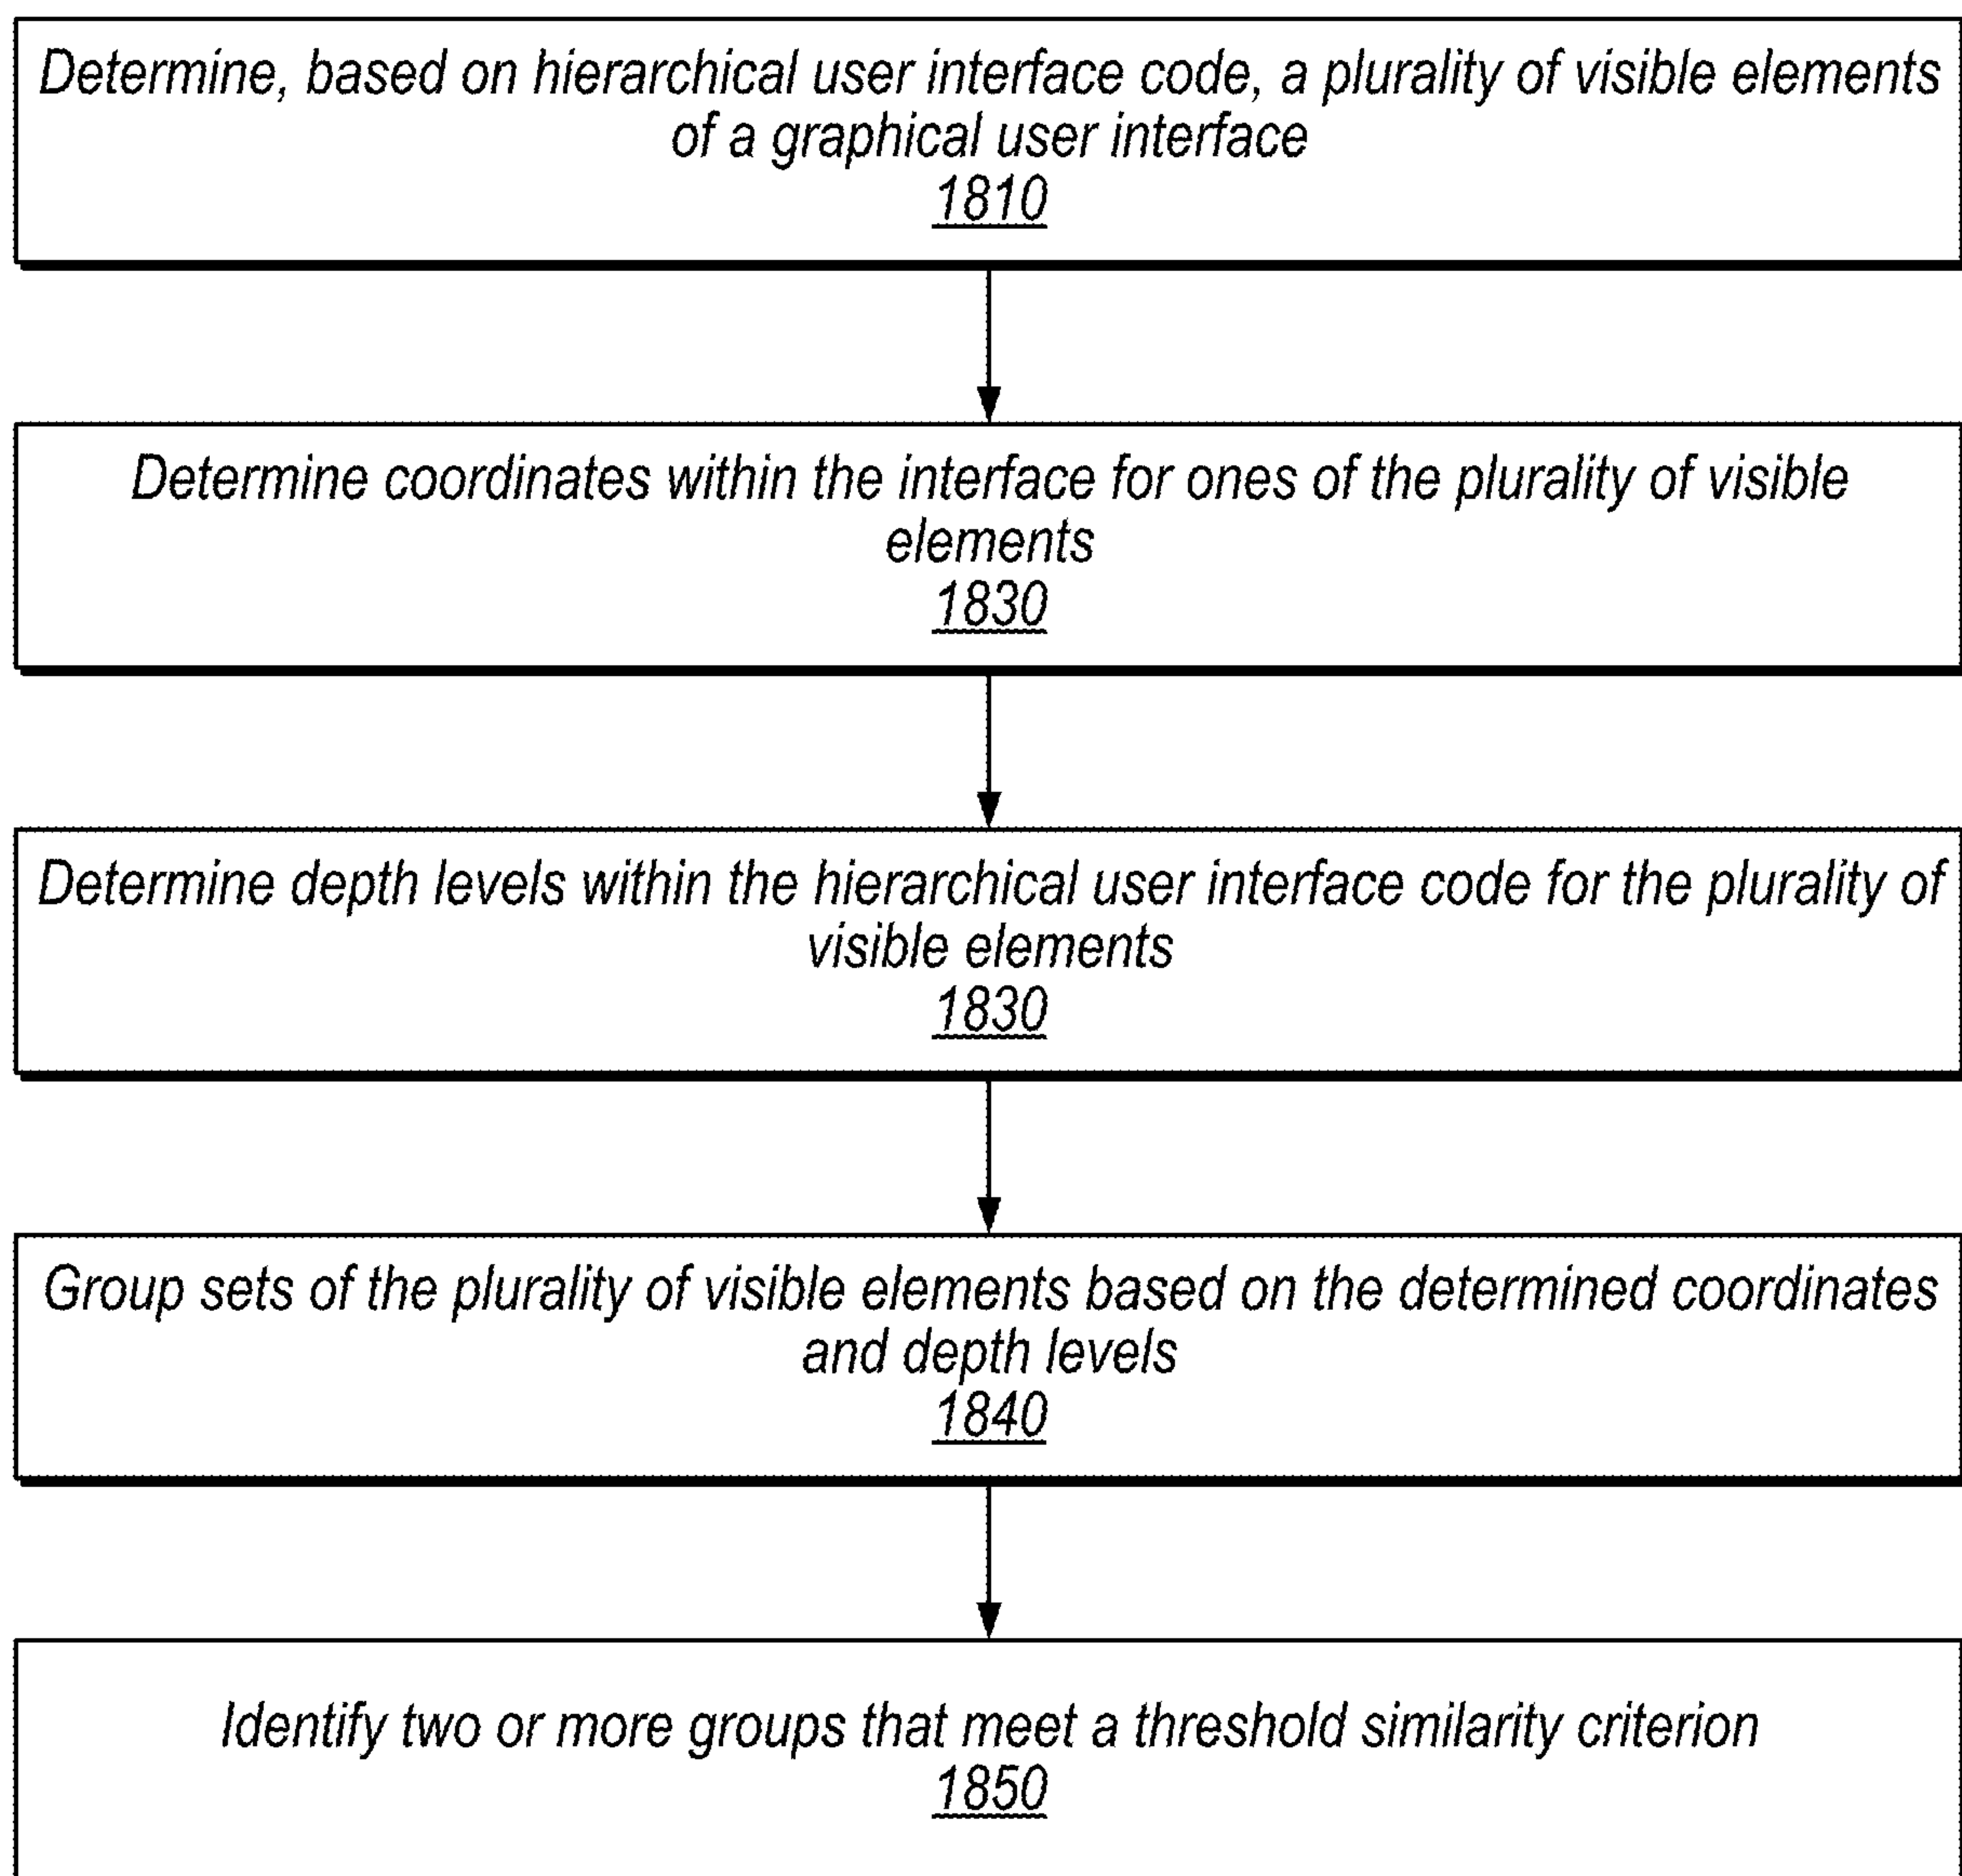 Determine, based on hierarchical user interface code, a plurality of visible elements
of a graphical user interface
1810
Determine coordinates within the interface for ones of the plurality of visible
elements
1830
Determine depth levels within the hierarchical user interface code for the plurality of
visible elements
1830
Group sets of the plurality of visible elements based on the determined coordinates
and depth levels
1840
Identify two or more groups that meet a threshold similarity criterion
1850